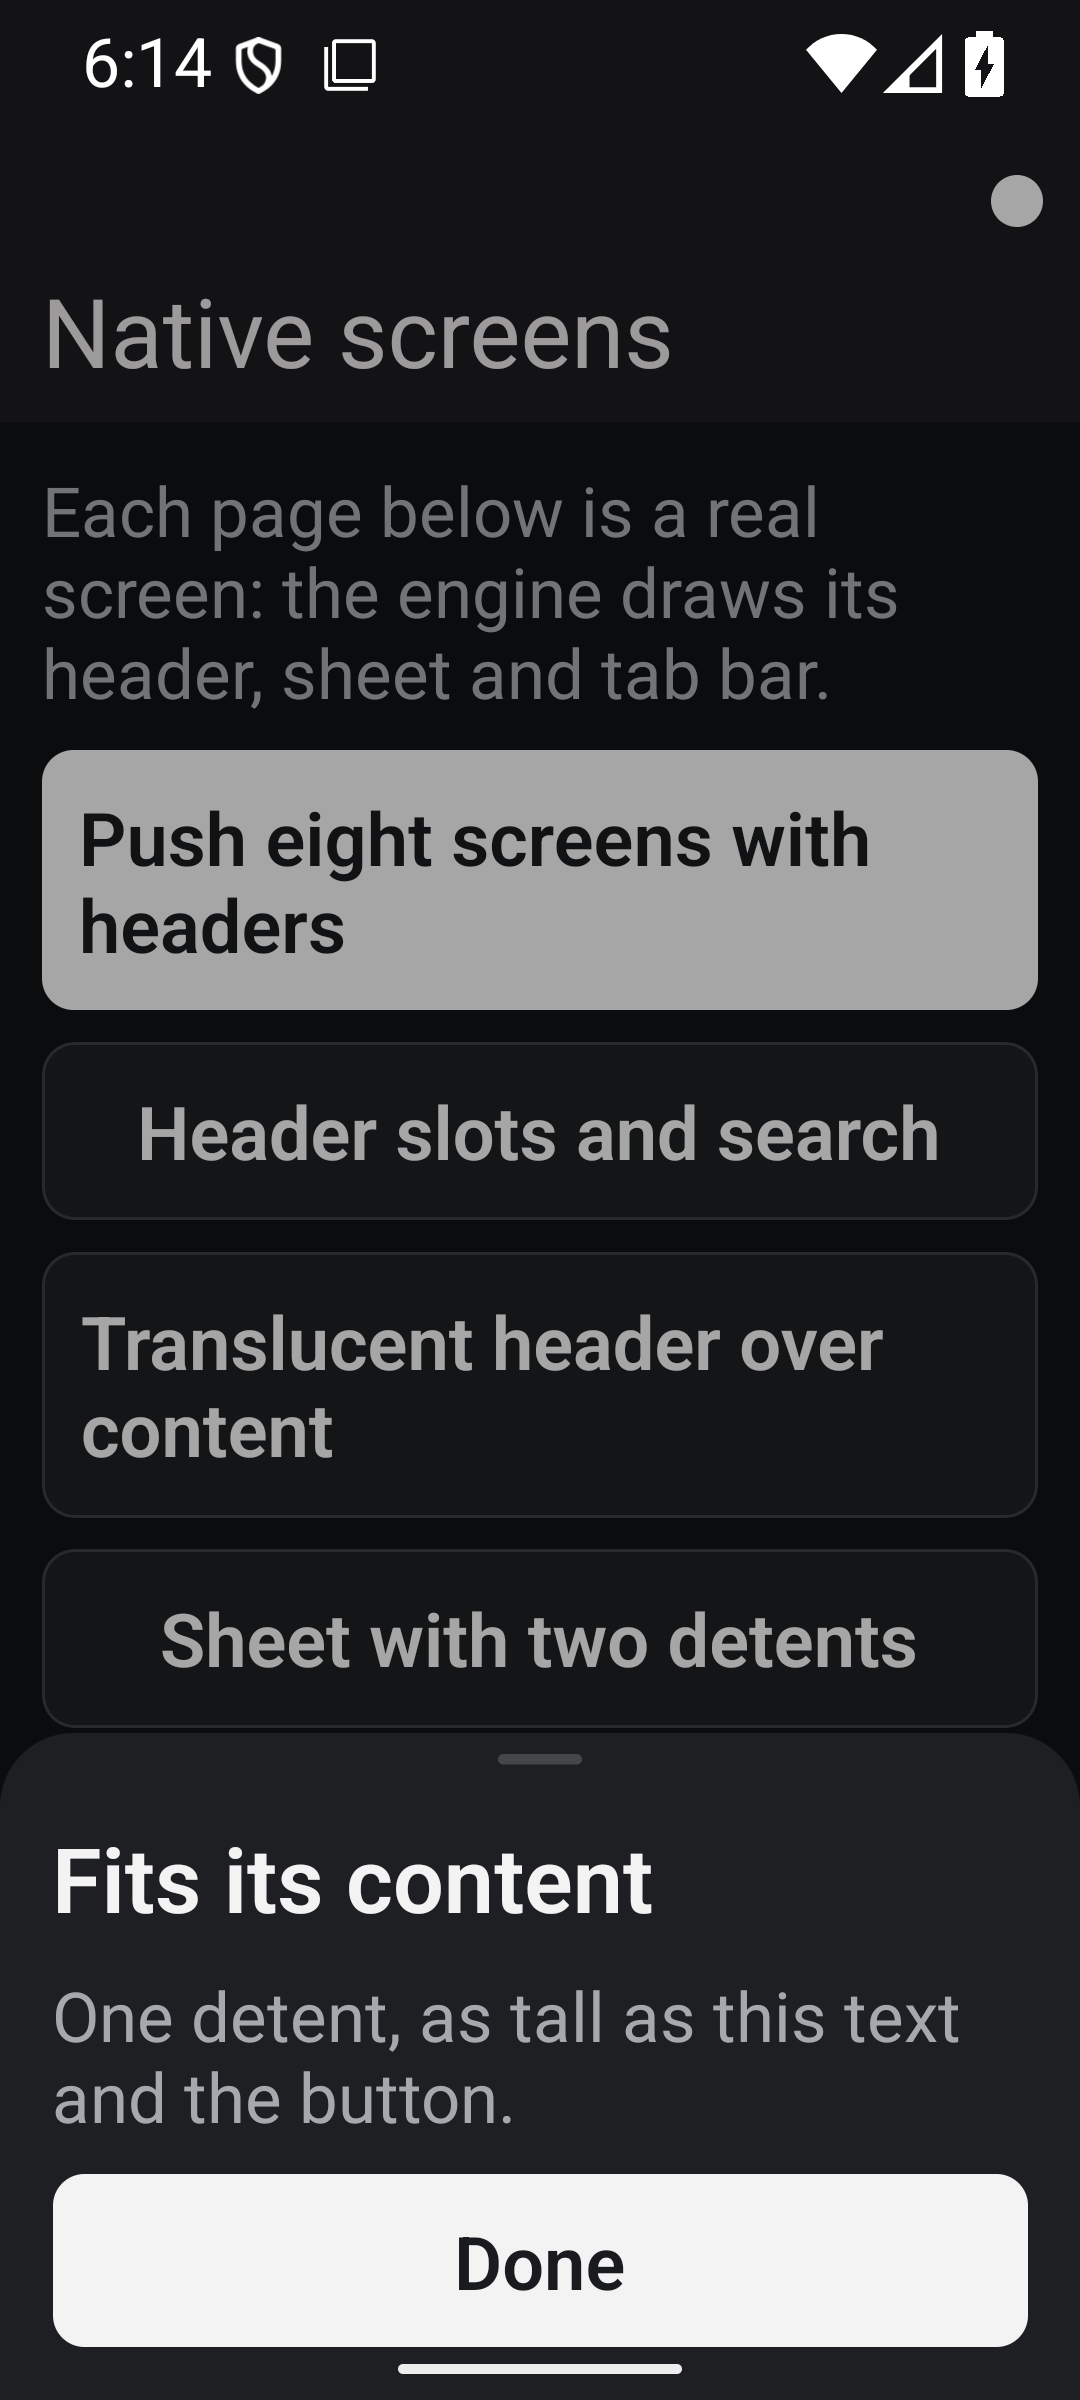 6:14
Native screens
Each page below is a real
screen: the engine draws its
header, sheet and tab bar.
Push eight screens with
headers
Header slots and search
Translucent header over
content
Sheet with two detents
Fits its content
One detent, as tall as this text
and the button.
Done